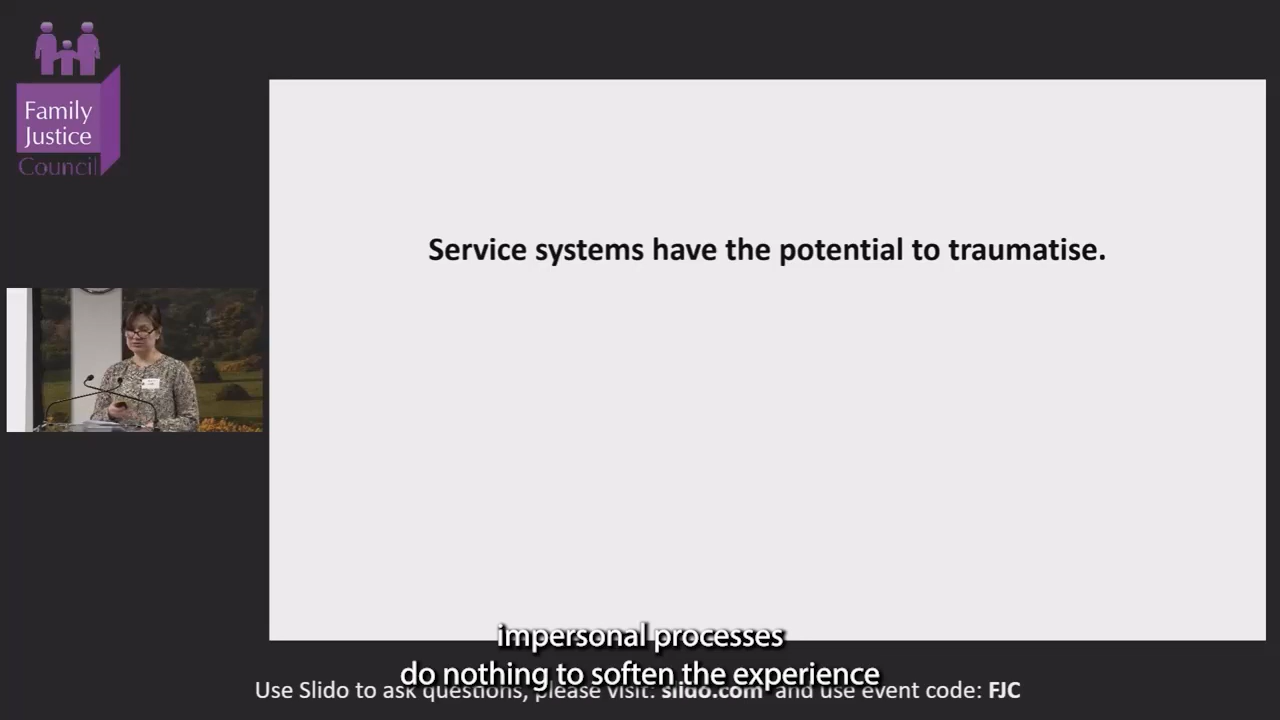 Family
Justice
Council
Service systems have the potential to traumatise.
impersonal processes
do nothing to soften the experience
Use Slido to ask questions, please visit: slido.com and use event code: FJC